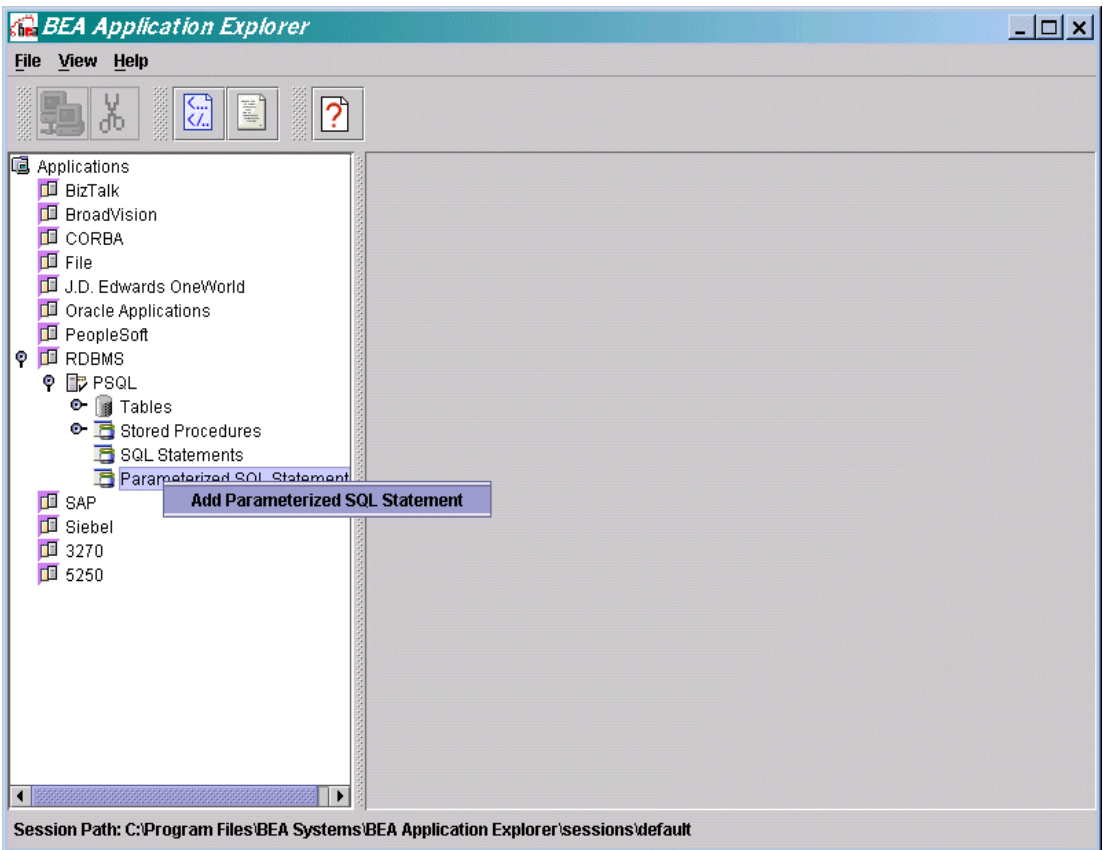 BEA Application Explorer
File View Help
Applications
BizTalk
BroadVision
CORBA
File
J.D. Edwards OneWorld
Oracle Applications
PeopleSoft
RDBMS
PSQL
Tables
Stored Procedures
SQL Statements
Parameterized SQL Statement
Add Parameterized SQL Statement
SAP
Siebel
3270
5250
Session Path: C:\Program Files\BEA Systems\BEA Application Explorer\sessions\default